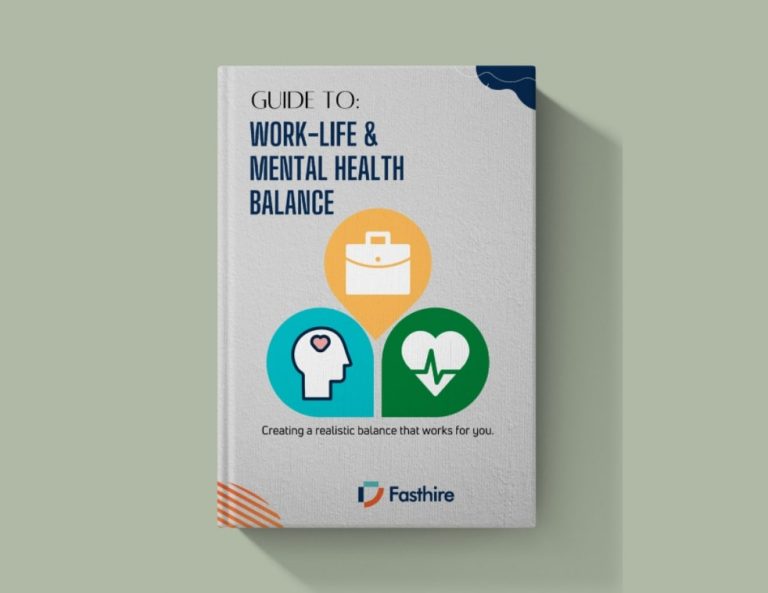 GUIDE TO:
WORK-LIFE &
MENTAL HEALTH
BALANCE
Creating a realistic balance that works for you.
Fasthire